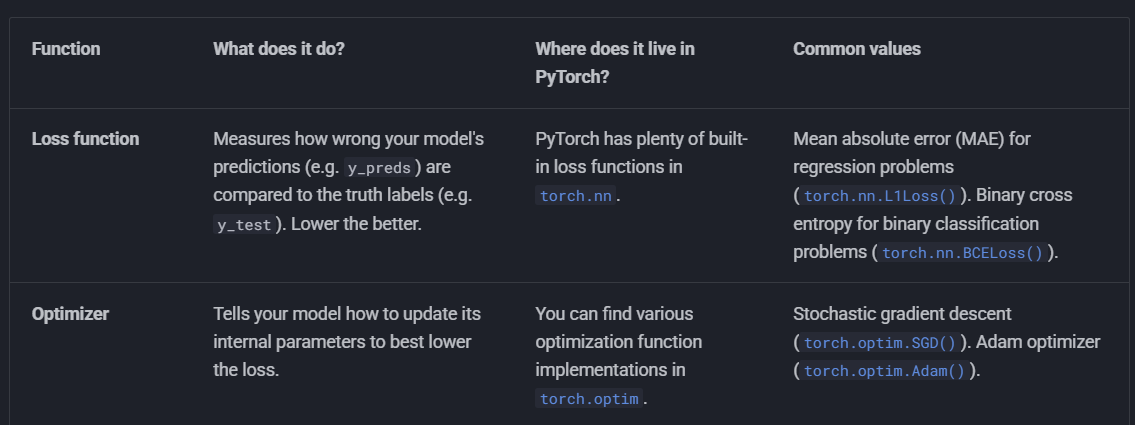 Function
What does it do?
Where does it live in
PyTorch?
Common values
Loss function
Measures how wrong your model's
predictions (e.g. y_preds ) are
compared to the truth labels (e.g.
y_test ). Lower the better.
PyTorch has plenty of built-
in loss functions in
torch.nn .
Mean absolute error (MAE) for
regression problems
( torch.nn.L1Loss() ). Binary cross
entropy for binary classification
problems ( torch.nn.BCELoss() ).
Optimizer
Tells your model how to update its
internal parameters to best lower
the loss.
You can find various
optimization function
implementations in
torch.optim .
Stochastic gradient descent
( torch.optim.SGD() ). Adam optimizer
( torch.optim.Adam() ).